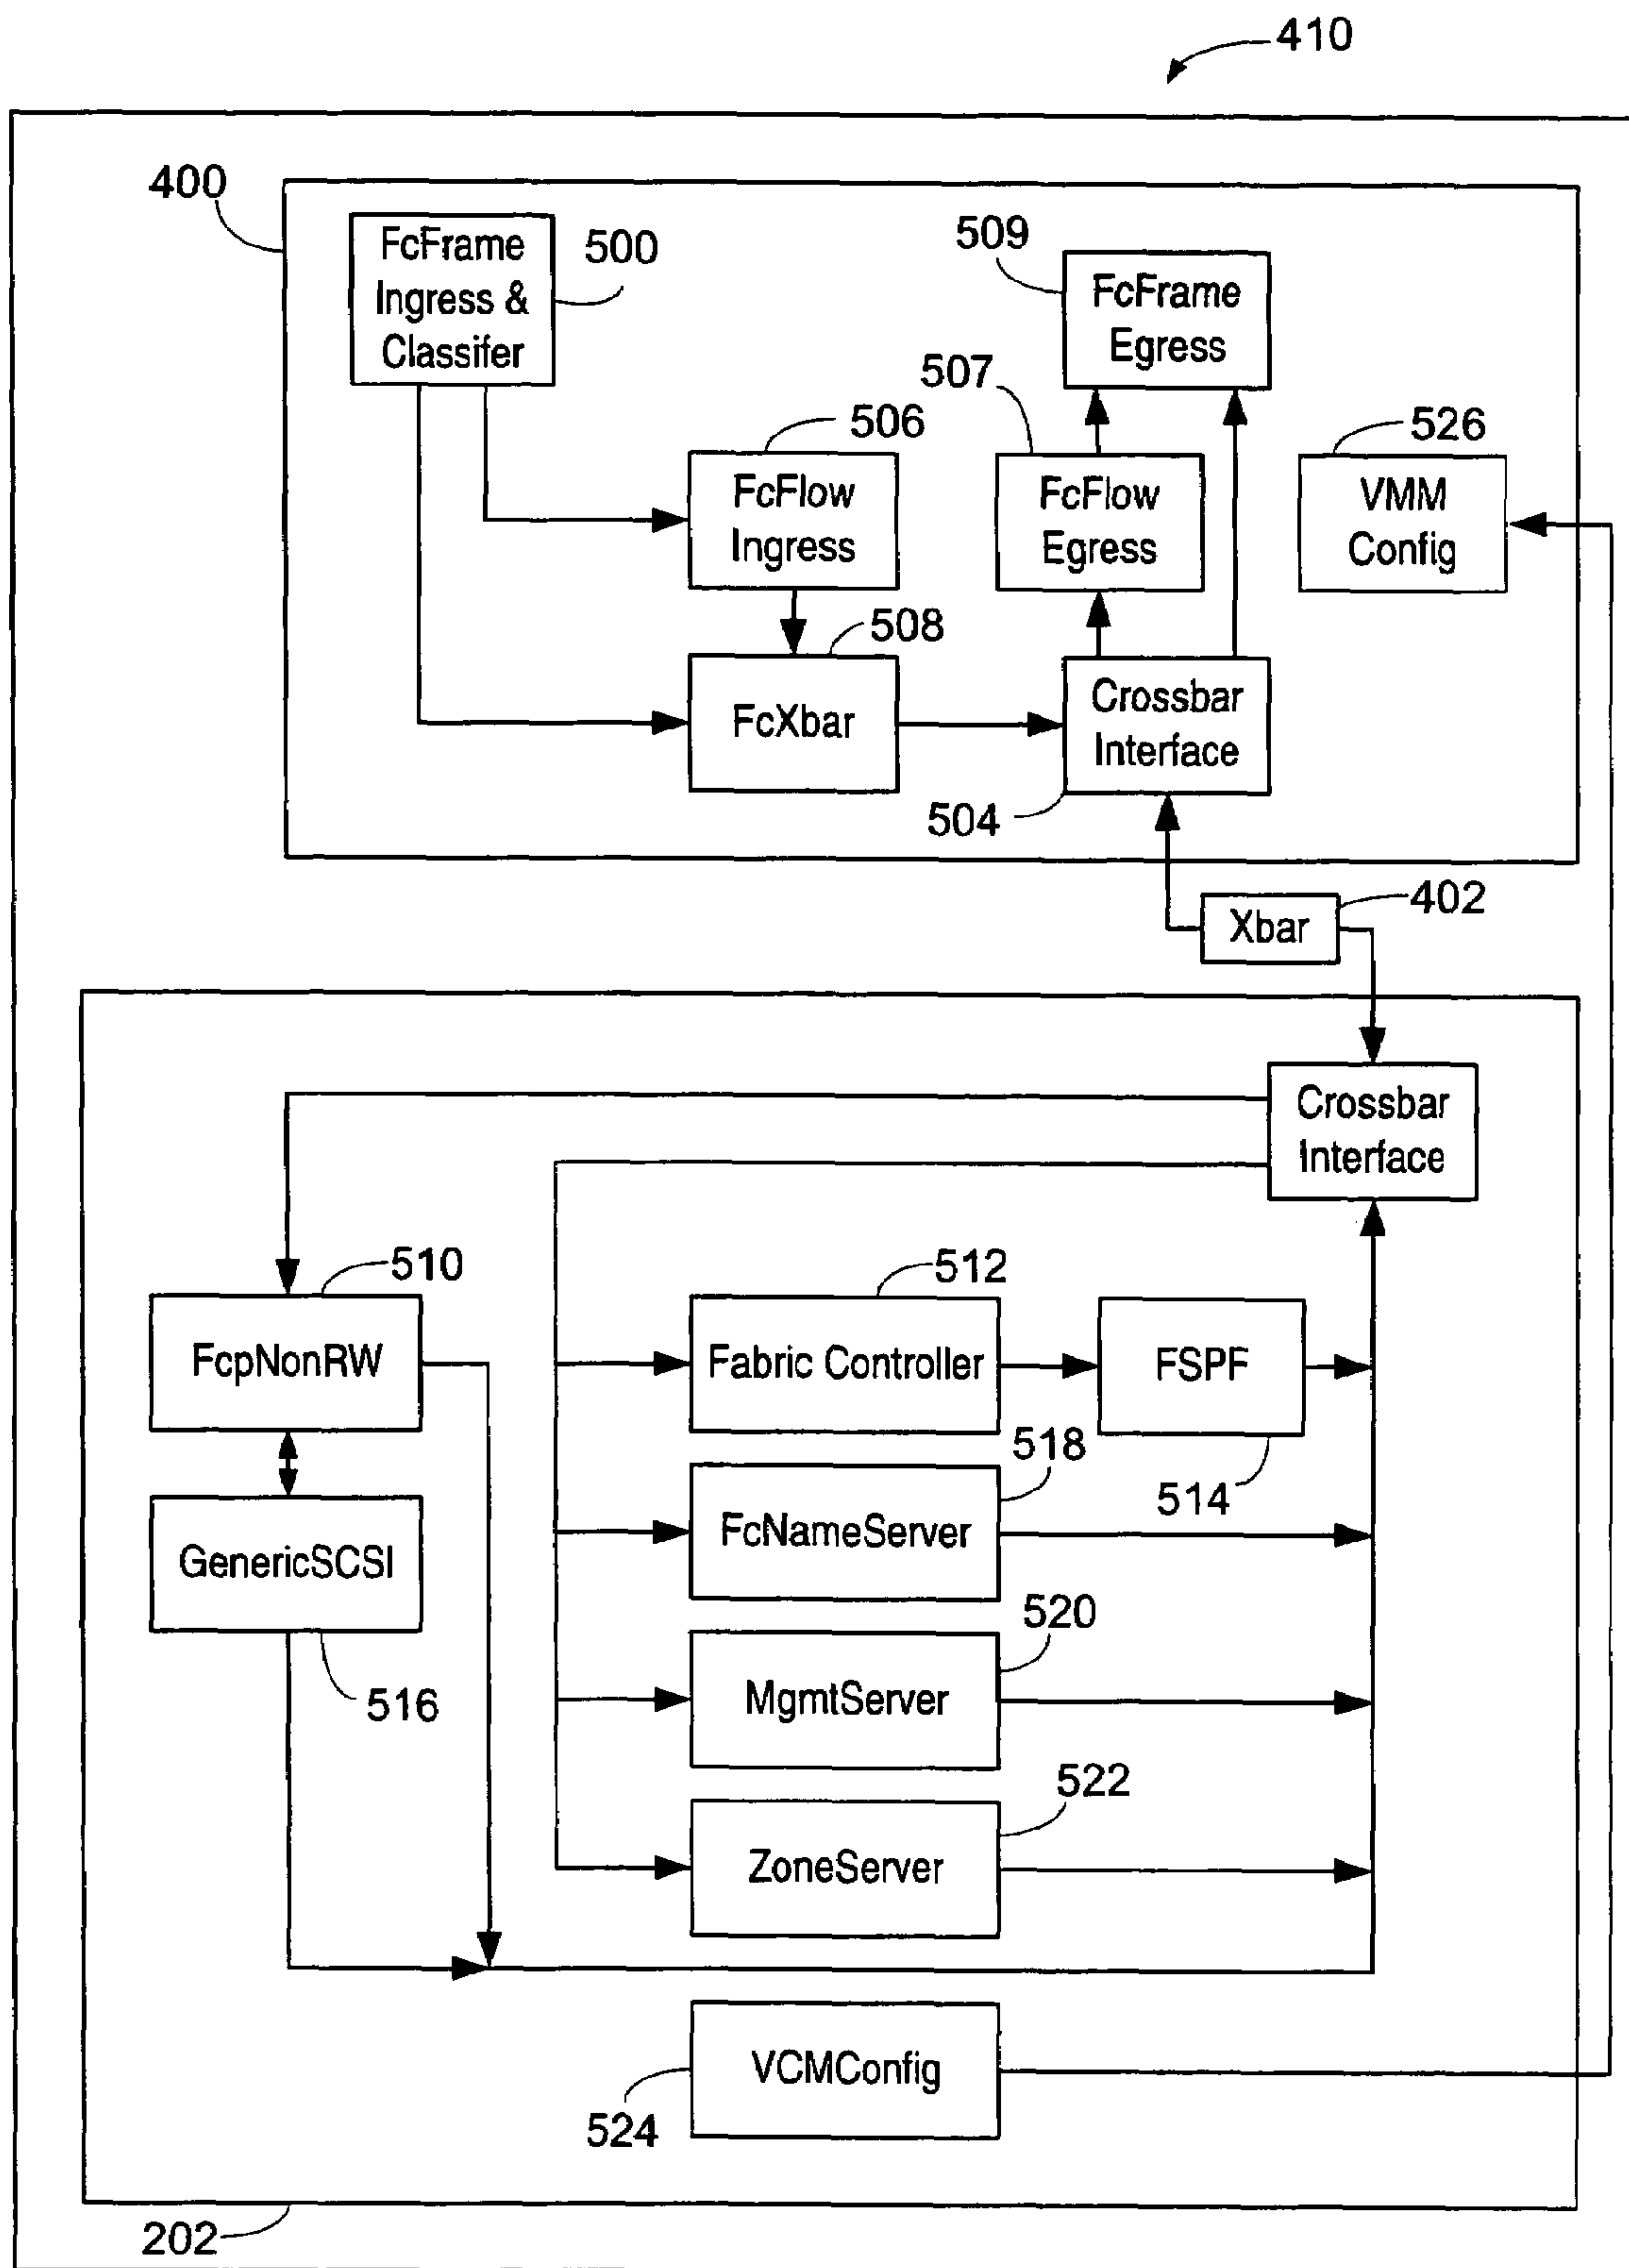 410
400
FcFrame
Ingress &
Classifer
500
509
FcFrame
Egress
506
507
526
FcFlow
Ingress
FcFlow
Egress
VMM
Config
508
FcXbar
Crossbar
Interface
504
402
Xbar
Crossbar
Interface
510
512
FcpNonRW
Fabric Controller
FSPF
518
514
GenericSCSI
FcNameServer
516
520
MgmtServer
522
ZoneServer
VCMConfig
524
202